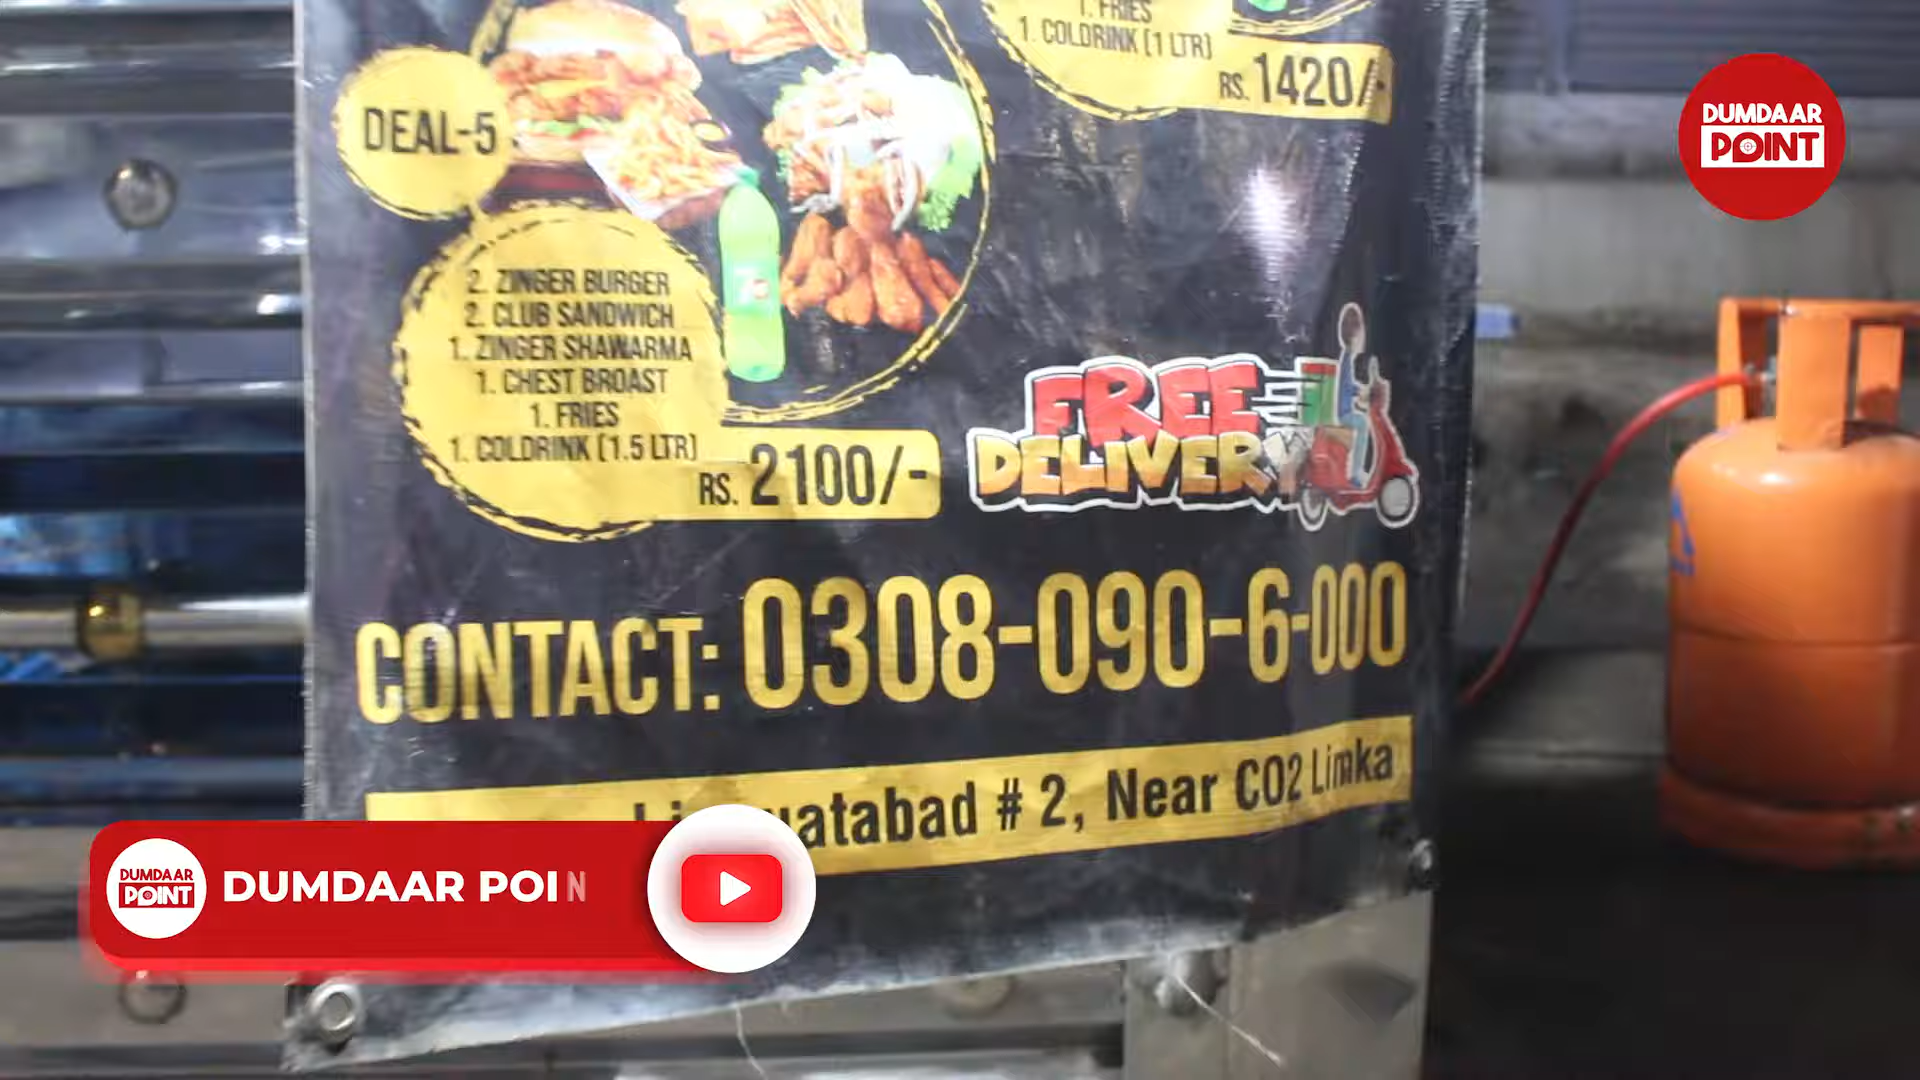 1. FRIES
1. COLDRINK (1 LTR)
RS. 1420/-
DUMDAAR
POINT
DEAL-5
2. ZINGER BURGER
2. CLUB SANDWICH
1. ZINGER SHAWARMA
1. CHEST BROAST
1. FRIES
1. COLDRINK (1.5 LTR)
RS. 2100/-
FREE
DELIVERY
CONTACT: 0308-090-6-000
# 2, Near CO2 Limka
DUMDAAR
POINT
DUMDAAR POIN